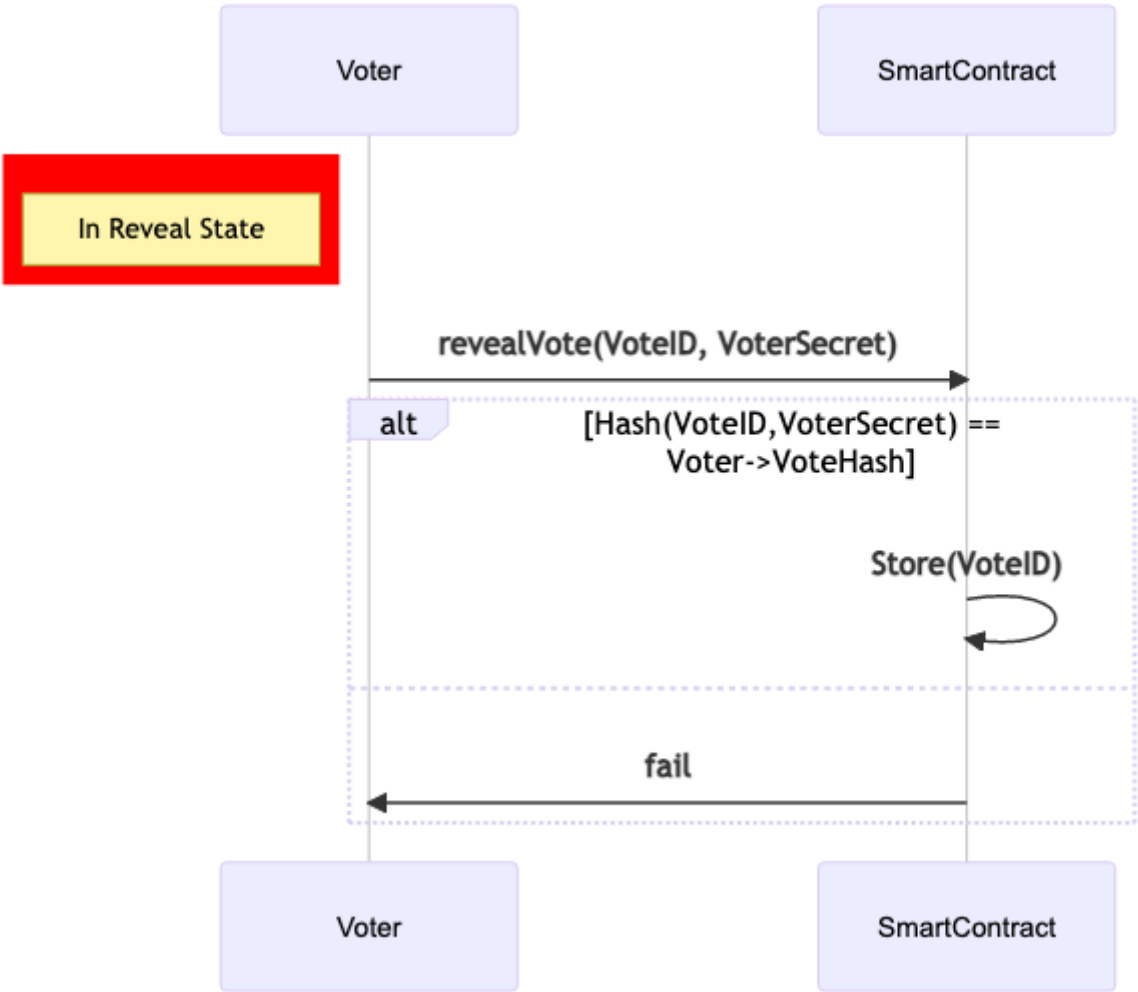 Voter
SmartContract
In Reveal State
revealVote(VoteID, VoterSecret)
alt
[Hash(VoteID,VoterSecret) ==
Voter->VoteHash]
Store(VoteID)
fail
Voter
SmartContract